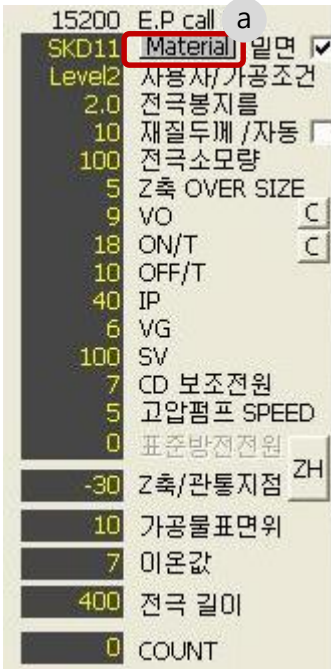 15200 E.P call a
SKD11 Material 밑면
Level2 사용자/가공조건
2.0 전극봉지름
10 재질두께 /자동
100 전극소모량
5 Z축 OVER SIZE
9 VO C
18 ON/T C
10 OFF/T
40 IP
6 VG
100 SV
7 CD 보조전원
5 고압펌프 SPEED
0 표준방전전원
ZH
-30 Z축/관통지점
10 가공물표면위
7 이온값
400 전극 길이
0 COUNT